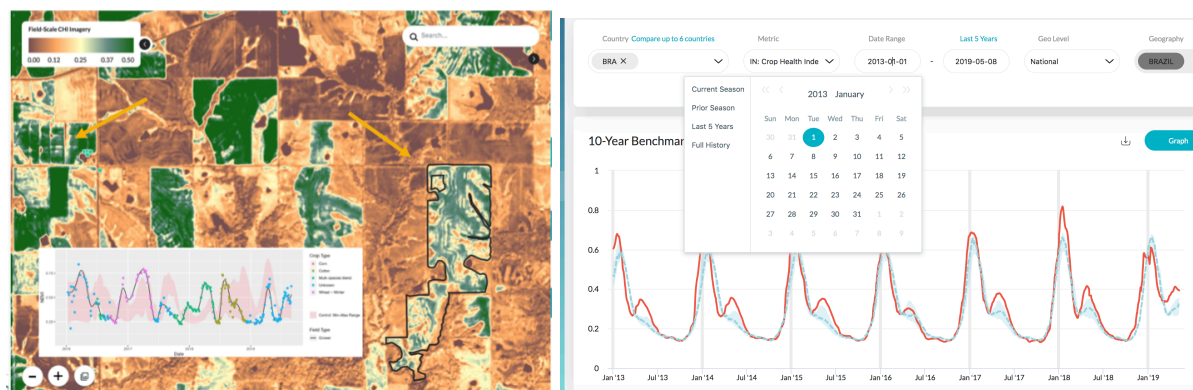 Field-Scale CHI Imagery
0.00 0.12 0.25 0.37 0.50
Search...
Crop Type
Corn
Cotton
Multi-species blend
Unknown
Wheat - Winter
Control Min-Max Range
Field Type
Grower
Date
Country Compare up to 6 countries
Metric
Date Range
Last 5 Years
Geo Level
Geography
BRA ×
IN: Crop Health Inde
2013-01-01 - 2019-05-08
National
BRAZIL
Current Season
Prior Season
Last 5 Years
Full History
2013 January
Sun Mon Tue Wed Thu Fri Sat
30 31 1 2 3 4 5
6 7 8 9 10 11 12
13 14 15 16 17 18 19
20 21 22 23 24 25 26
27 28 29 30 31 1 2
3 4 5 6 7 8 9
10-Year Benchmar
Graph
1
0.8
0.6
0.4
0.2
0
Jan '13 Jul '13 Jan '14 Jul '14 Jan '15 Jul '15 Jan '16 Jul '16 Jan '17 Jul '17 Jan '18 Jul '18 Jan '19